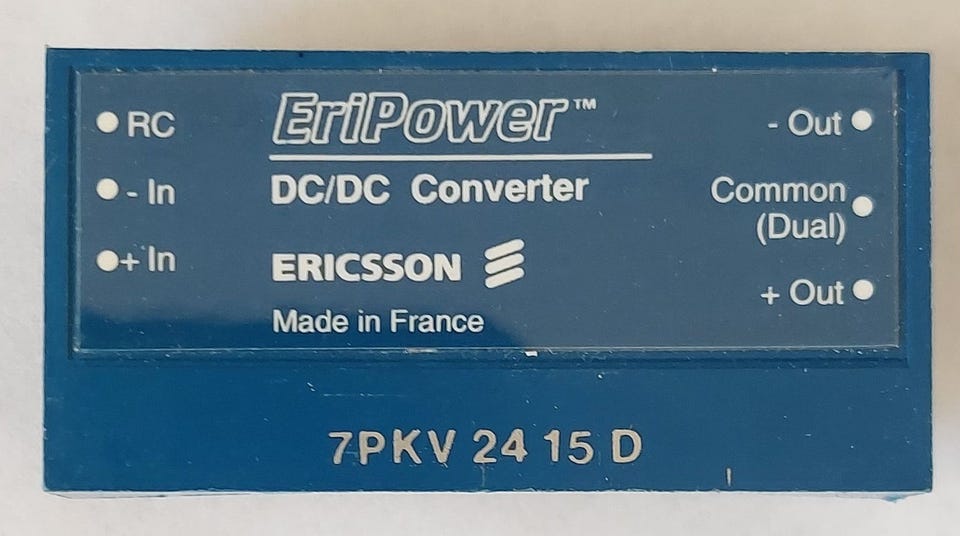 RC
- In
+ In
EriPower™
DC/DC Converter
ERICSSON
Made in France
- Out
Common
(Dual)
+ Out
7PKV 24 15 D